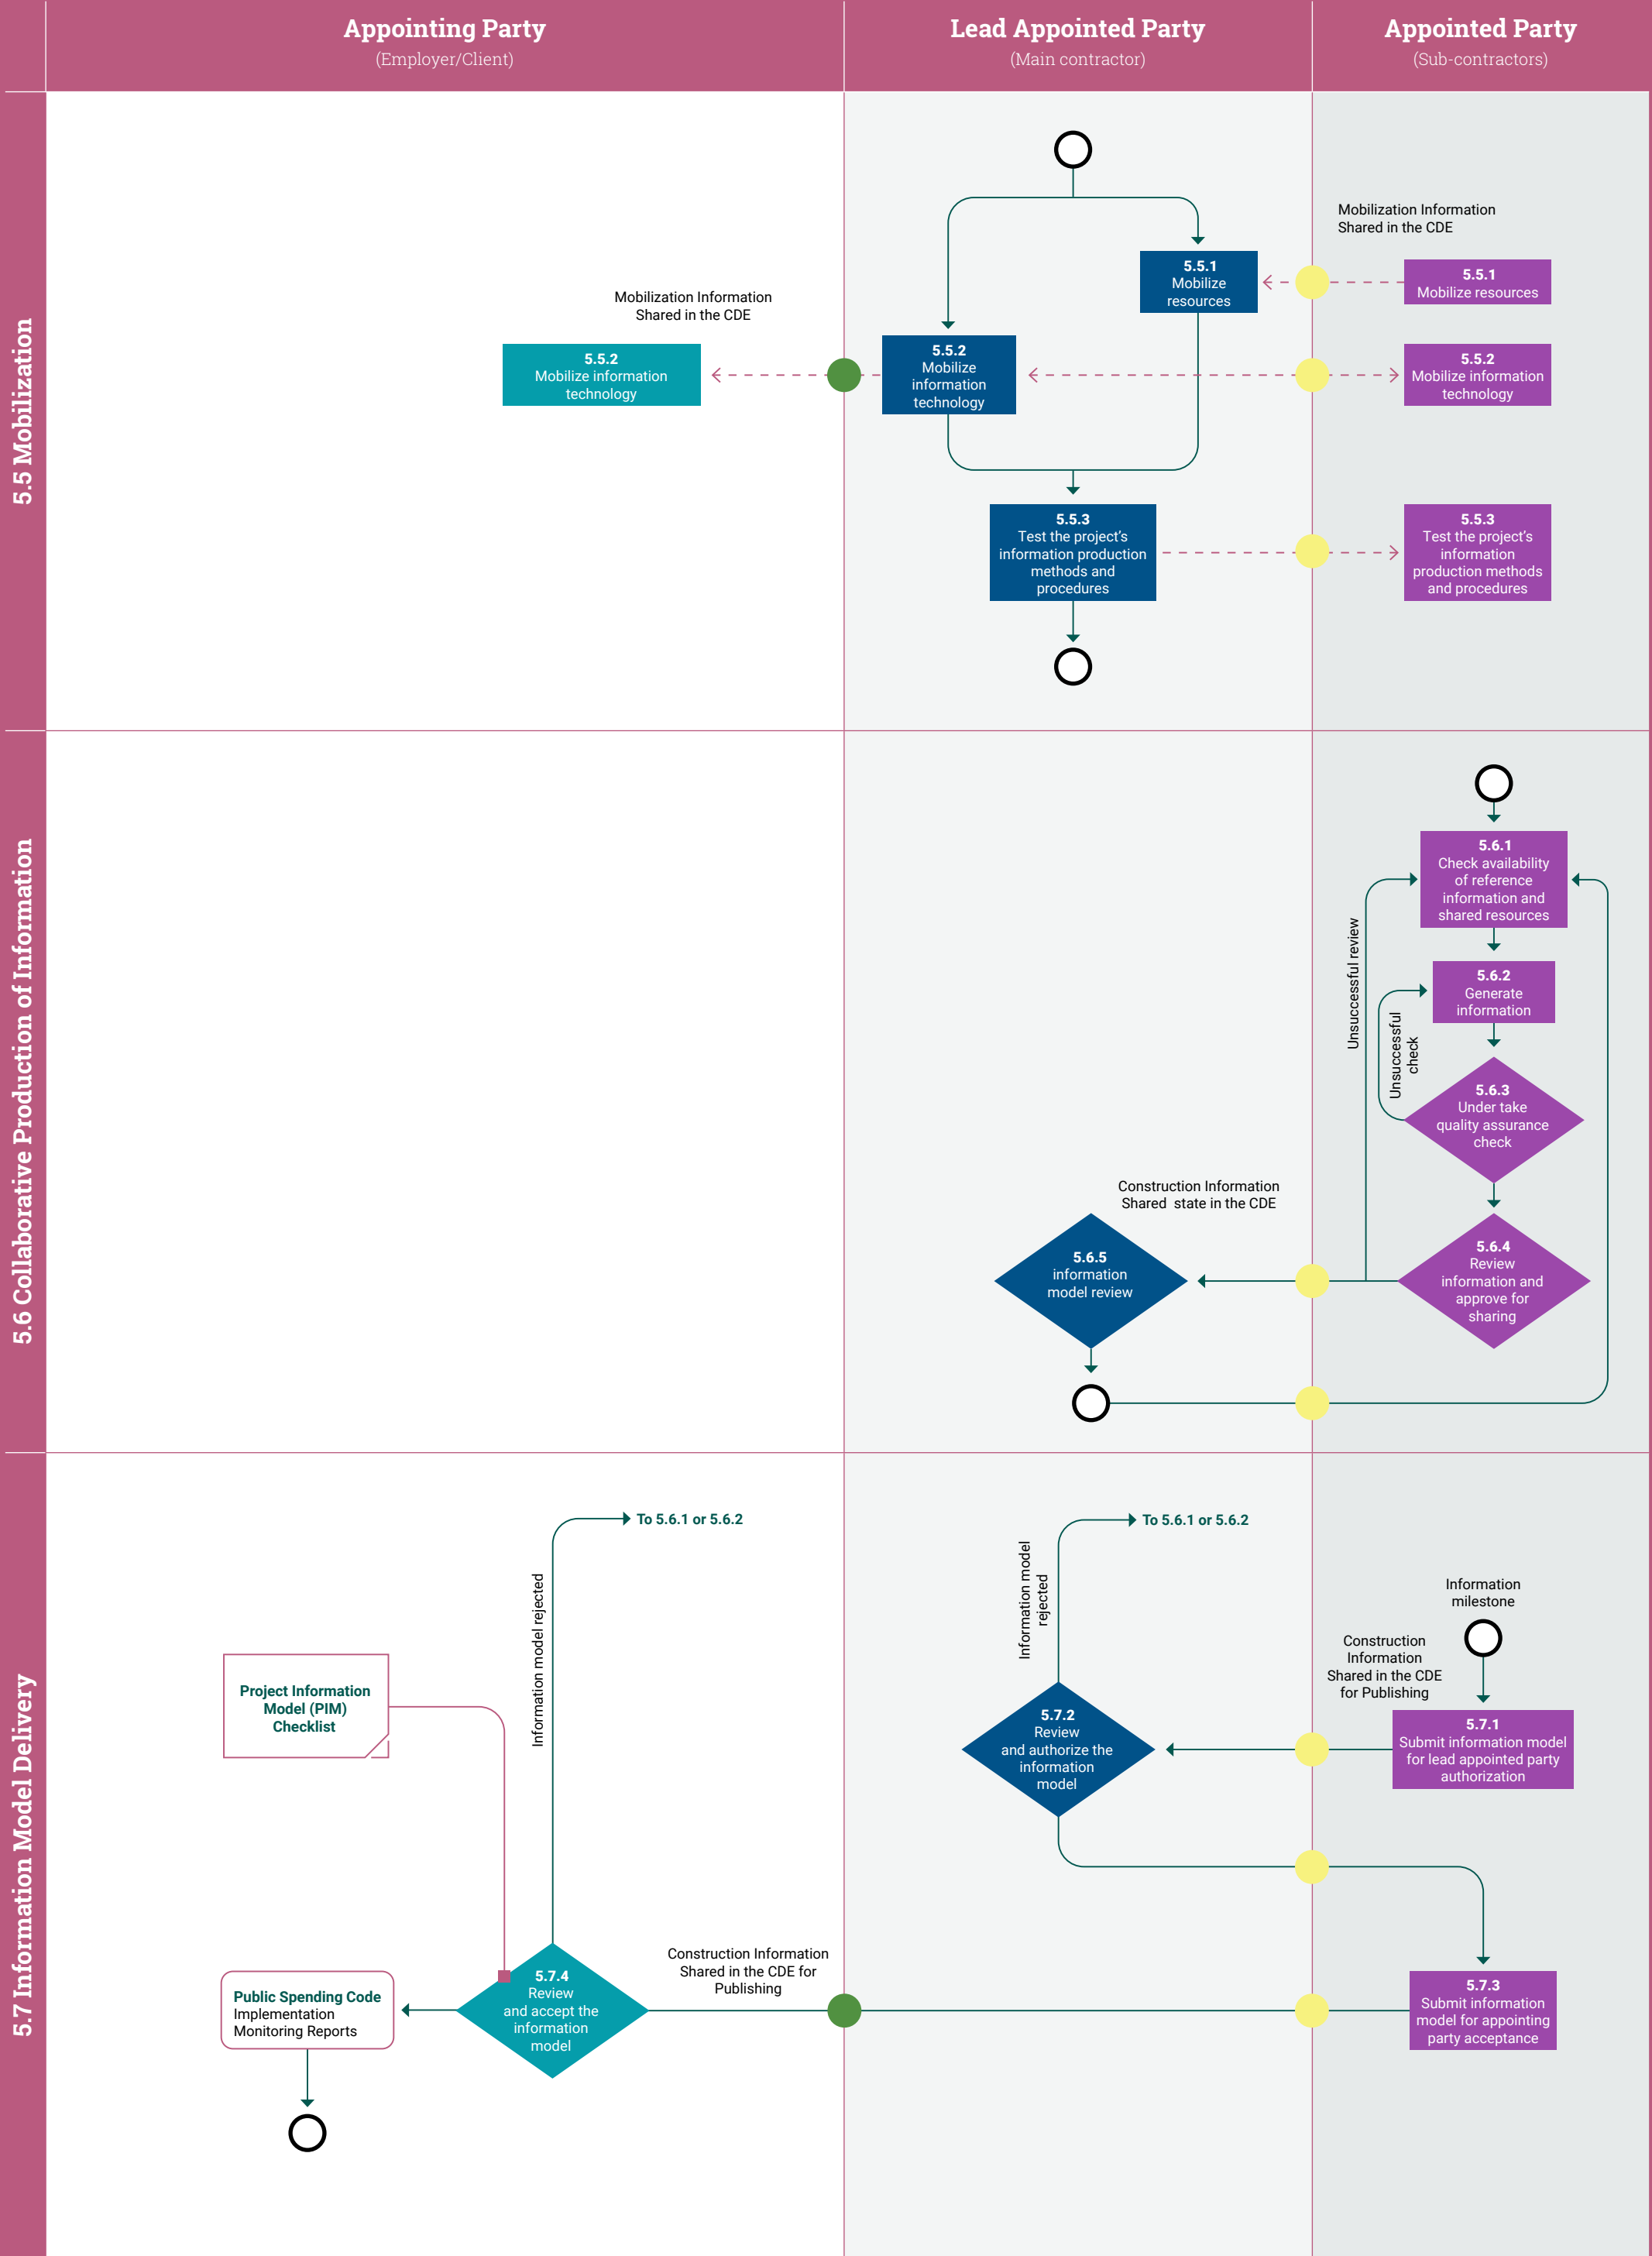 Appointing Party
(Employer/Client)
Lead Appointed Party
(Main contractor)
Appointed Party
(Sub-contractors)
5.5 Mobilization
Mobilization Information
Shared in the CDE
5.5.1
Mobilize
resources
5.5.1
Mobilize resources
Mobilization Information
Shared in the CDE
5.5.2
Mobilize information
technology
5.5.2
Mobilize
information
technology
5.5.2
Mobilize information
technology
5.5.3
Test the project's
information production
methods and
procedures
5.5.3
Test the project's
information
production methods
and procedures
5.6 Collaborative Production of Information
5.6.1
Check availability
of reference
information and
shared resources
Unsuccessful review
5.6.2
Generate
information
Unsuccessful
check
5.6.3
Under take
quality assurance
check
Construction Information
Shared  state in the CDE
5.6.5
information
model review
5.6.4
Review
information and
approve for
sharing
5.7 Information Model Delivery
To 5.6.1 or 5.6.2
Information model rejected
To 5.6.1 or 5.6.2
Information model
rejected
Information
milestone
Construction
Information
Shared in the CDE
for Publishing
Project Information
Model (PIM)
Checklist
5.7.2
Review
and authorize the
information
model
5.7.1
Submit information model
for lead appointed party
authorization
Construction Information
Shared in the CDE for
Publishing
Public Spending Code
Implementation
Monitoring Reports
5.7.4
Review
and accept the
information
model
5.7.3
Submit information
model for appointing
party acceptance